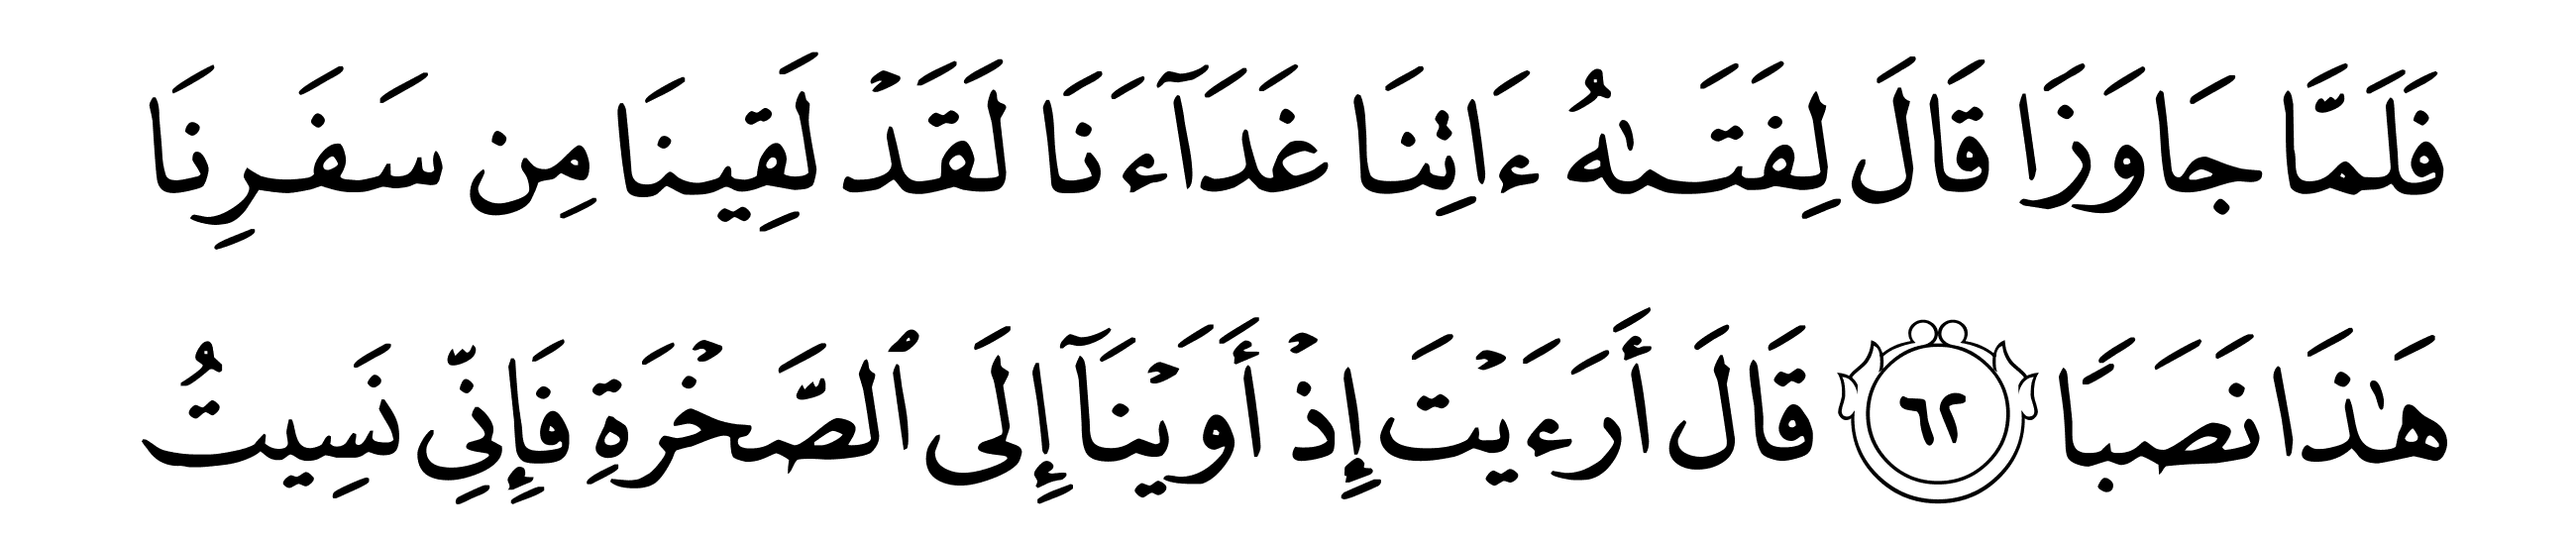 فَلَمَّا جَاوَزَا قَالَ لِفَتَىٰهُ ءَاتِنَا غَدَآءَنَا لَقَدۡ لَقِينَا مِن سَفَرِنَا
هَٰذَا نَصَبَا ٦٢ قَالَ أَرَءَيۡتَ إِذۡ أَوَيۡنَآ إِلَى ٱلصَّخۡرَةِ فَإِنِّي نَسِيتُ